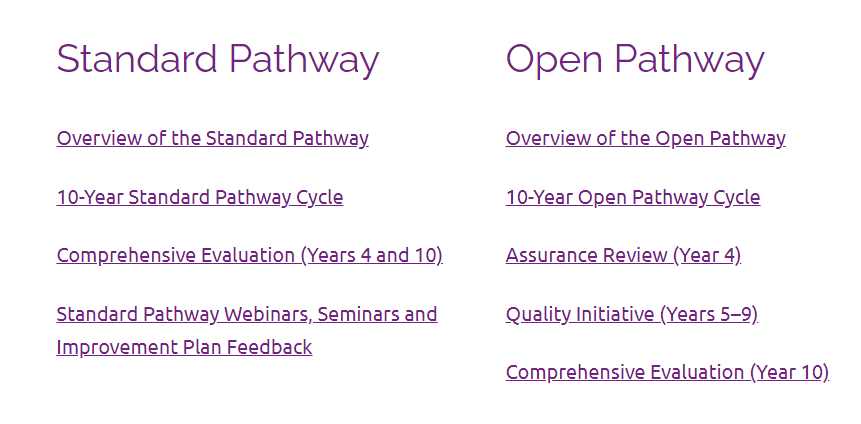 Standard Pathway
Overview of the Standard Pathway
10-Year Standard Pathway Cycle
Comprehensive Evaluation (Years 4 and 10)
Standard Pathway Webinars, Seminars and
Improvement Plan Feedback
Open Pathway
Overview of the Open Pathway
10-Year Open Pathway Cycle
Assurance Review (Year 4)
Quality Initiative (Years 5–9)
Comprehensive Evaluation (Year 10)